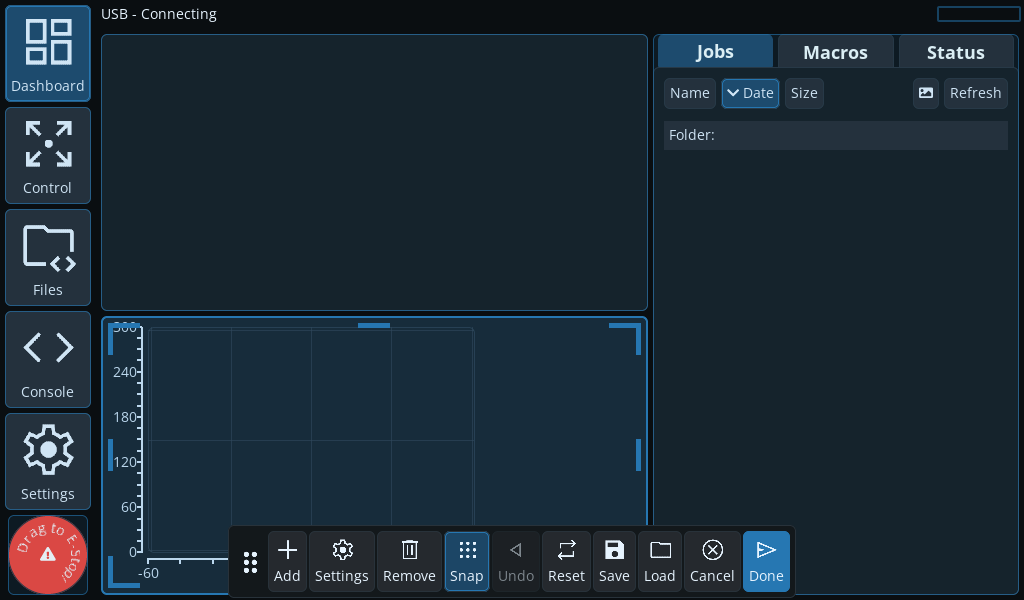 USB - Connecting
Dashboard
Control
Files
Console
Settings
Drag to E-Stop!
Jobs Macros Status
Name Date Size Refresh
Folder:
300
240
180
120
60
0
-60
Add Settings Remove Snap Undo Reset Save Load Cancel Done